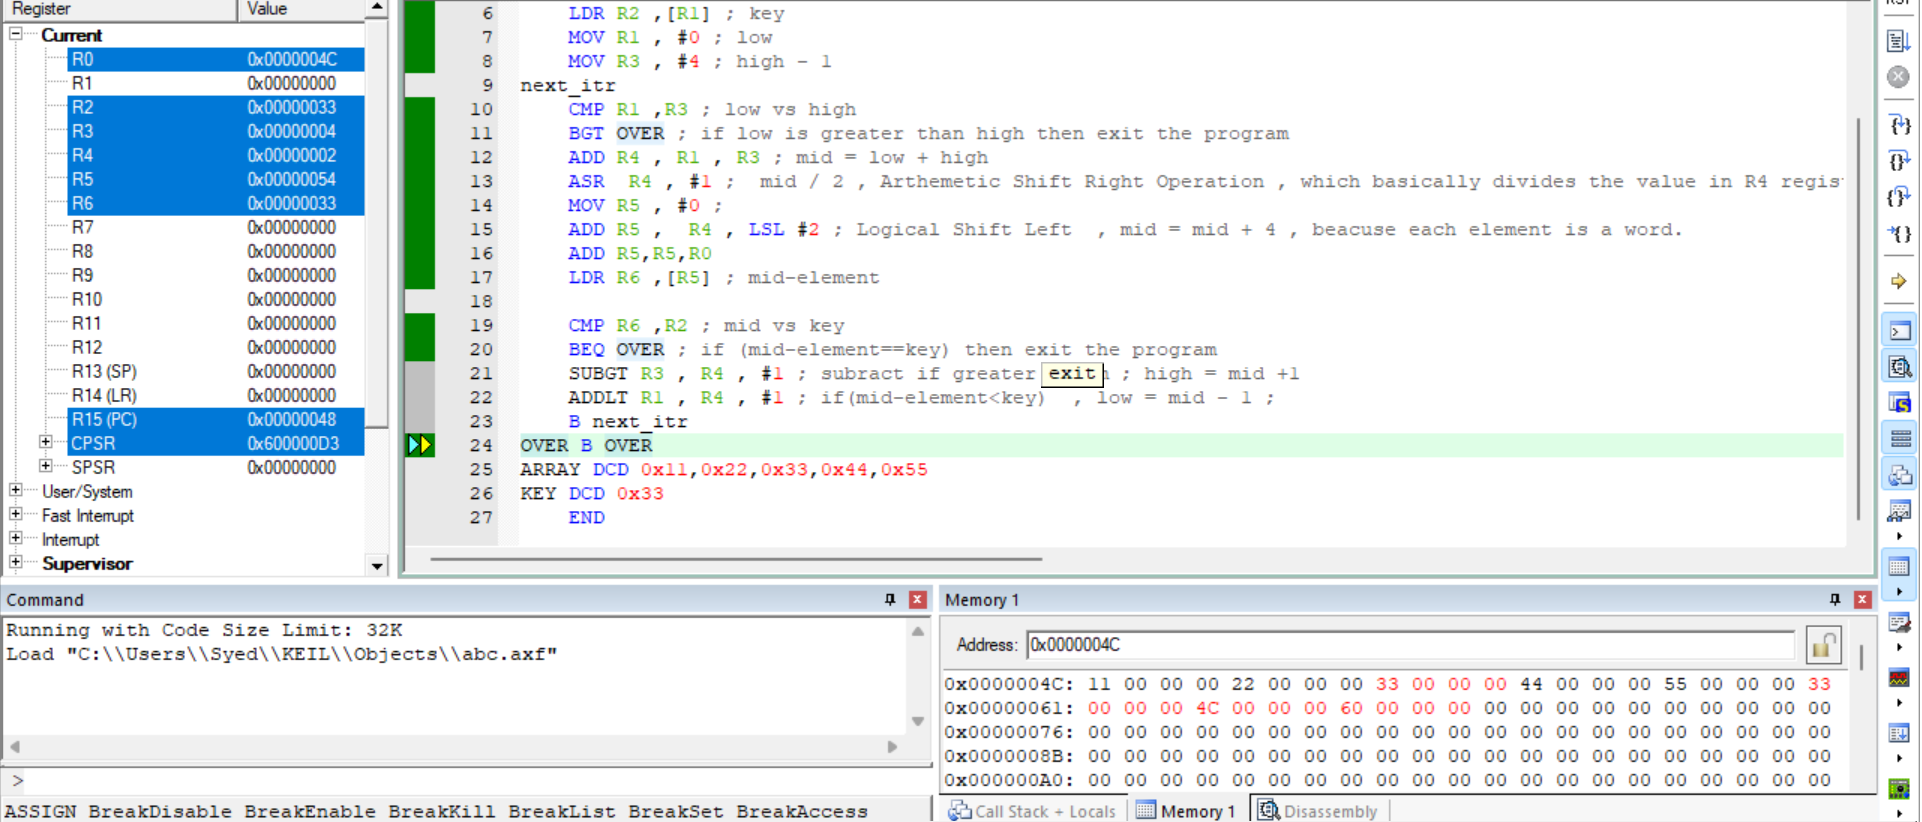 Register Value
Current
R0 0x0000004C
R1 0x00000000
R2 0x00000033
R3 0x00000004
R4 0x00000002
R5 0x00000054
R6 0x00000033
R7 0x00000000
R8 0x00000000
R9 0x00000000
R10 0x00000000
R11 0x00000000
R12 0x00000000
R13 (SP) 0x00000000
R14 (LR) 0x00000000
R15 (PC) 0x00000048
CPSR 0x600000D3
SPSR 0x00000000
User/System
Fast Interrupt
Interrupt
Supervisor
6 LDR R2 ,[R1] ; key
7 MOV R1 , #0 ; low
8 MOV R3 , #4 ; high - 1
9 next_itr
10 CMP R1 ,R3 ; low vs high
11 BGT OVER ; if low is greater than high then exit the program
12 ADD R4 , R1 , R3 ; mid = low + high
13 ASR R4 , #1 ; mid / 2 , Arthemetic Shift Right Operation , which basically divides the value in R4 regis
14 MOV R5 , #0 ;
15 ADD R5 , R4 , LSL #2 ; Logical Shift Left , mid = mid + 4 , beacuse each element is a word.
16 ADD R5,R5,R0
17 LDR R6 ,[R5] ; mid-element
18
19 CMP R6 ,R2 ; mid vs key
20 BEQ OVER ; if (mid-element==key) then exit the program
21 SUBGT R3 , R4 , #1 ; subract if greater exit ; high = mid +1
22 ADDLT R1 , R4 , #1 ; if(mid-element<key) , low = mid - 1 ;
23 B next_itr
24 OVER B OVER
25 ARRAY DCD 0x11,0x22,0x33,0x44,0x55
26 KEY DCD 0x33
27 END
Command
Running with Code Size Limit: 32K
Load "C:\\Users\\Syed\\KEIL\\Objects\\abc.axf"
>
ASSIGN BreakDisable BreakEnable BreakKill BreakList BreakSet BreakAccess
Memory 1
Address: 0x0000004C
0x0000004C: 11 00 00 00 22 00 00 00 33 00 00 00 44 00 00 00 55 00 00 00 33
0x00000061: 00 00 00 4C 00 00 00 60 00 00 00 00 00 00 00 00 00 00 00 00 00
0x00000076: 00 00 00 00 00 00 00 00 00 00 00 00 00 00 00 00 00 00 00 00 00
0x0000008B: 00 00 00 00 00 00 00 00 00 00 00 00 00 00 00 00 00 00 00 00 00
0x000000A0: 00 00 00 00 00 00 00 00 00 00 00 00 00 00 00 00 00 00 00 00 00
Call Stack + Locals Memory 1 Disassembly